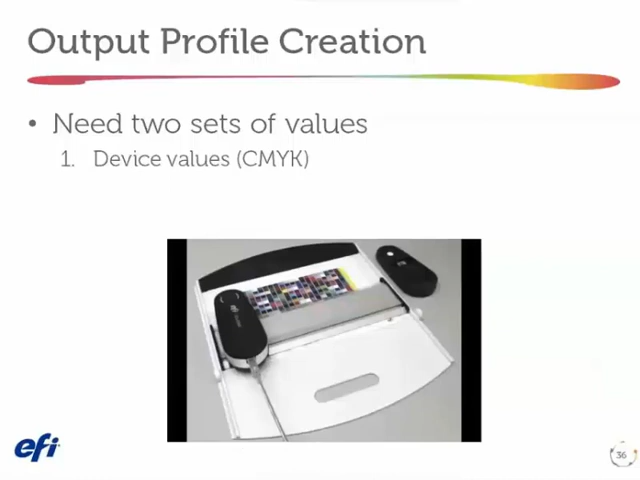 Output Profile Creation
• Need two sets of values
1. Device values (CMYK)
efi
36